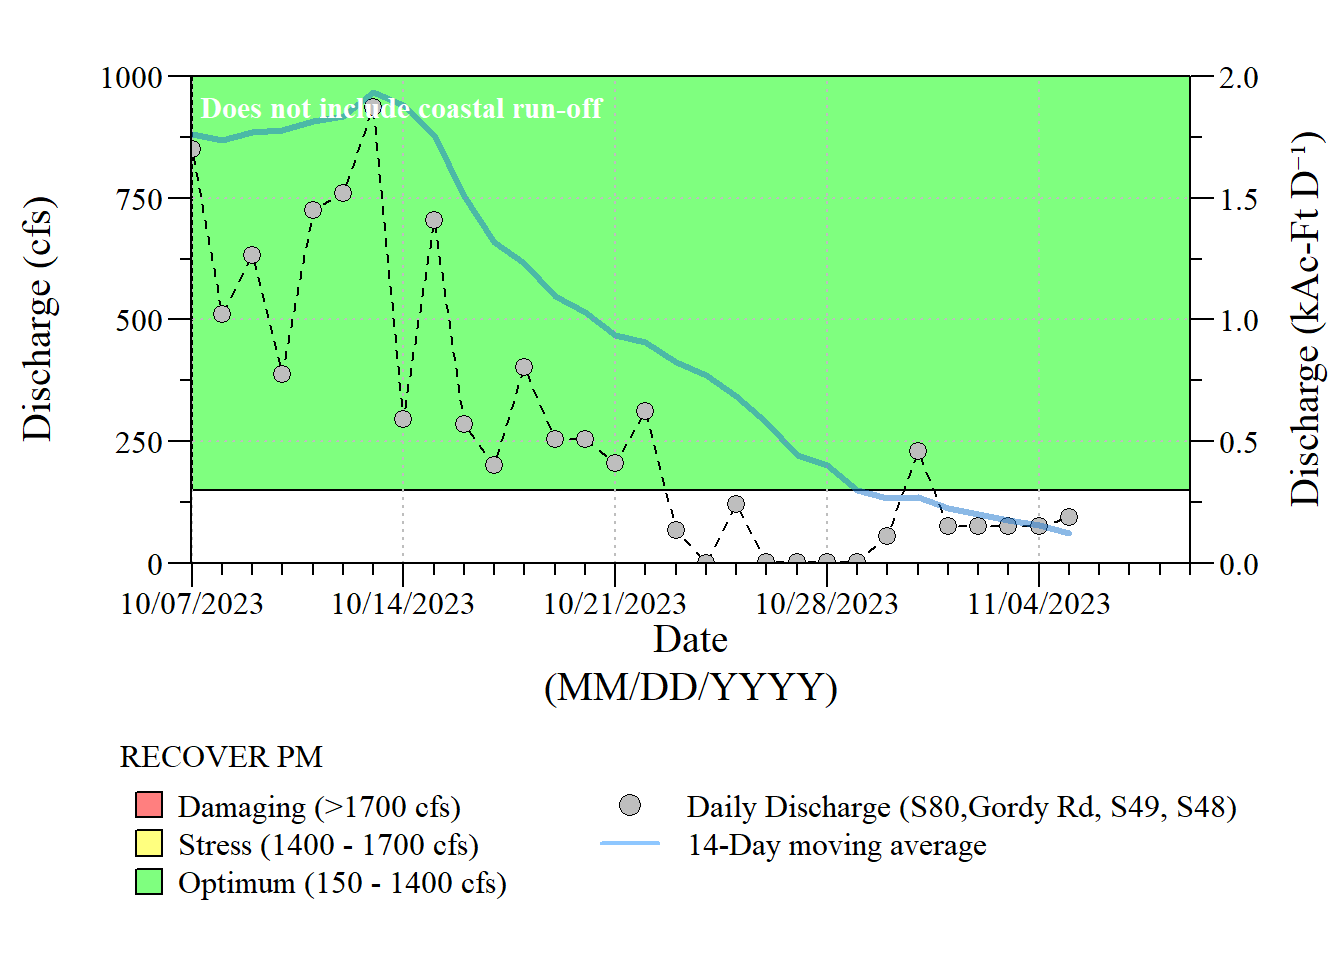 Does not include coastal run-off
1000
750
500
250
0
Discharge (cfs)
2.0
1.5
1.0
0.5
0.0
Discharge (kAc-Ft D⁻¹)
10/07/2023 10/14/2023 10/21/2023 10/28/2023 11/04/2023
Date
(MM/DD/YYYY)
RECOVER PM
Damaging (>1700 cfs)
Stress (1400 - 1700 cfs)
Optimum (150 - 1400 cfs)
Daily Discharge (S80,Gordy Rd, S49, S48)
14-Day moving average